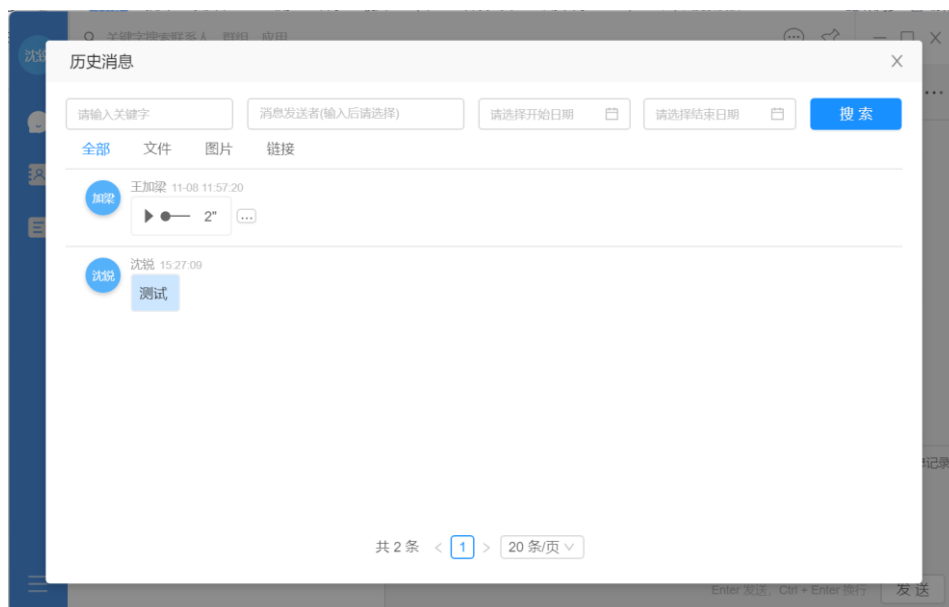 关键字搜索联系人、群组、应用
沈锐
历史消息
请输入关键字
消息发送者(输入后请选择)
请选择开始日期
请选择结束日期
搜 索
全部
文件
图片
链接
加梁
王加梁 11-08 11:57:20
2"
...
沈锐
沈锐 15:27:09
测试
记录
共 2 条 < 1 > 20 条/页
Enter 发送, Ctrl + Enter 换行
发 送